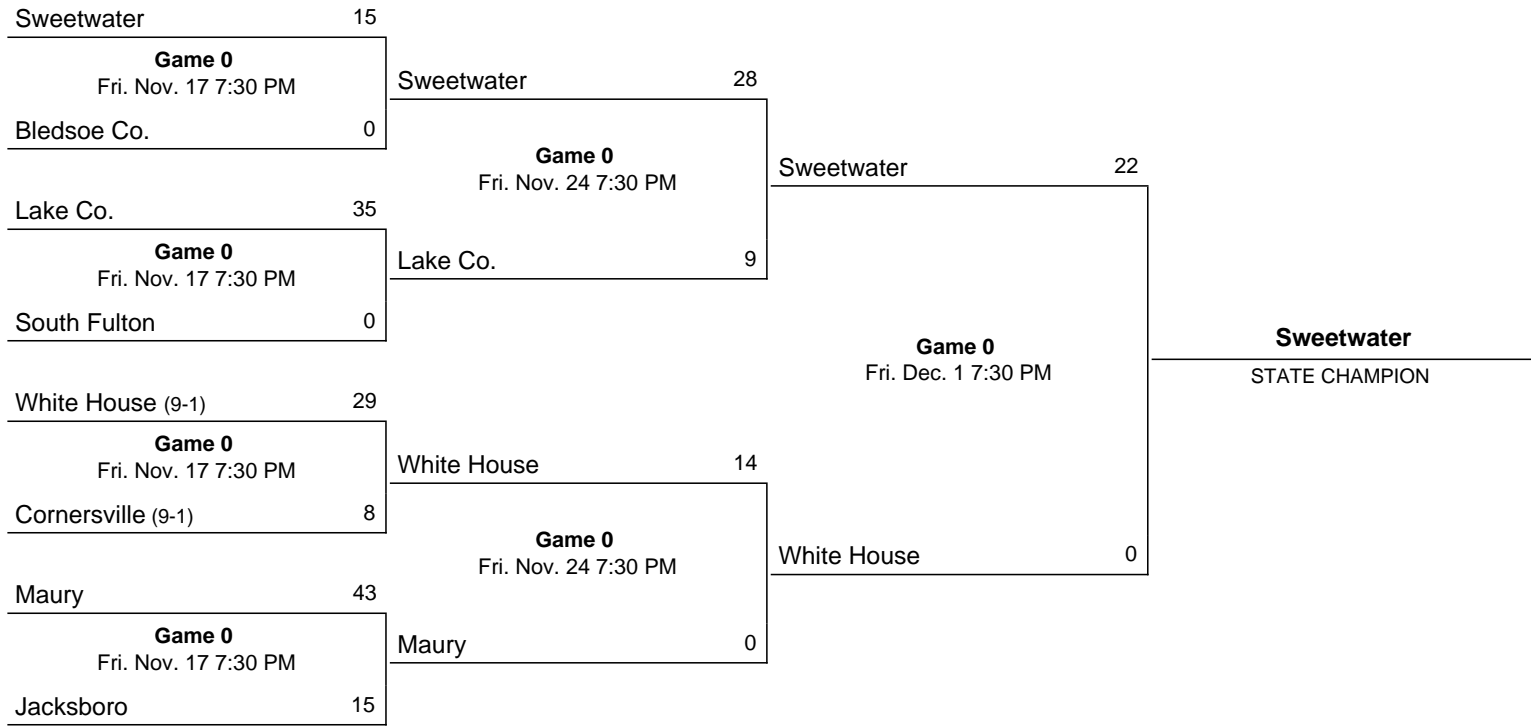 Sweetwater 15
Game 0
Fri. Nov. 17 7:30 PM
Bledsoe Co. 0
Lake Co. 35
Game 0
Fri. Nov. 17 7:30 PM
South Fulton 0
White House (9-1) 29
Game 0
Fri. Nov. 17 7:30 PM
Cornersville (9-1) 8
Maury 43
Game 0
Fri. Nov. 17 7:30 PM
Jacksboro 15
Sweetwater 28
Game 0
Fri. Nov. 24 7:30 PM
Lake Co. 9
White House 14
Game 0
Fri. Nov. 24 7:30 PM
Maury 0
Sweetwater 22
Game 0
Fri. Dec. 1 7:30 PM
White House 0
Sweetwater
STATE CHAMPION